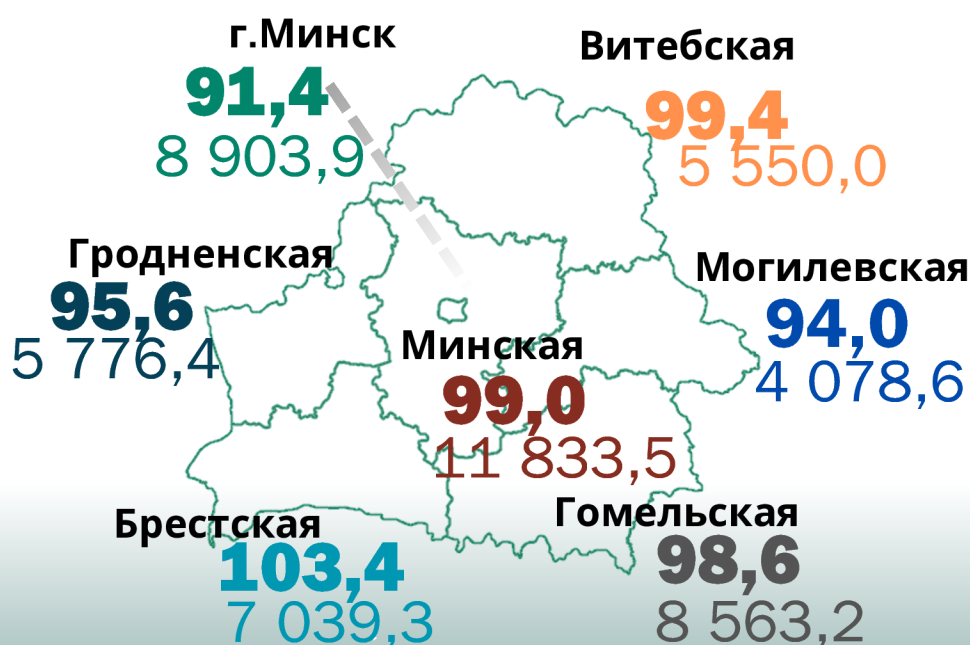 г.Минск
91,4
8 903,9
Витебская
99,4
5 550,0
Гродненская
95,6
5 776,4
Могилевская
94,0
4 078,6
Минская
99,0
11 833,5
Брестская
103,4
7 039,3
Гомельская
98,6
8 563,2